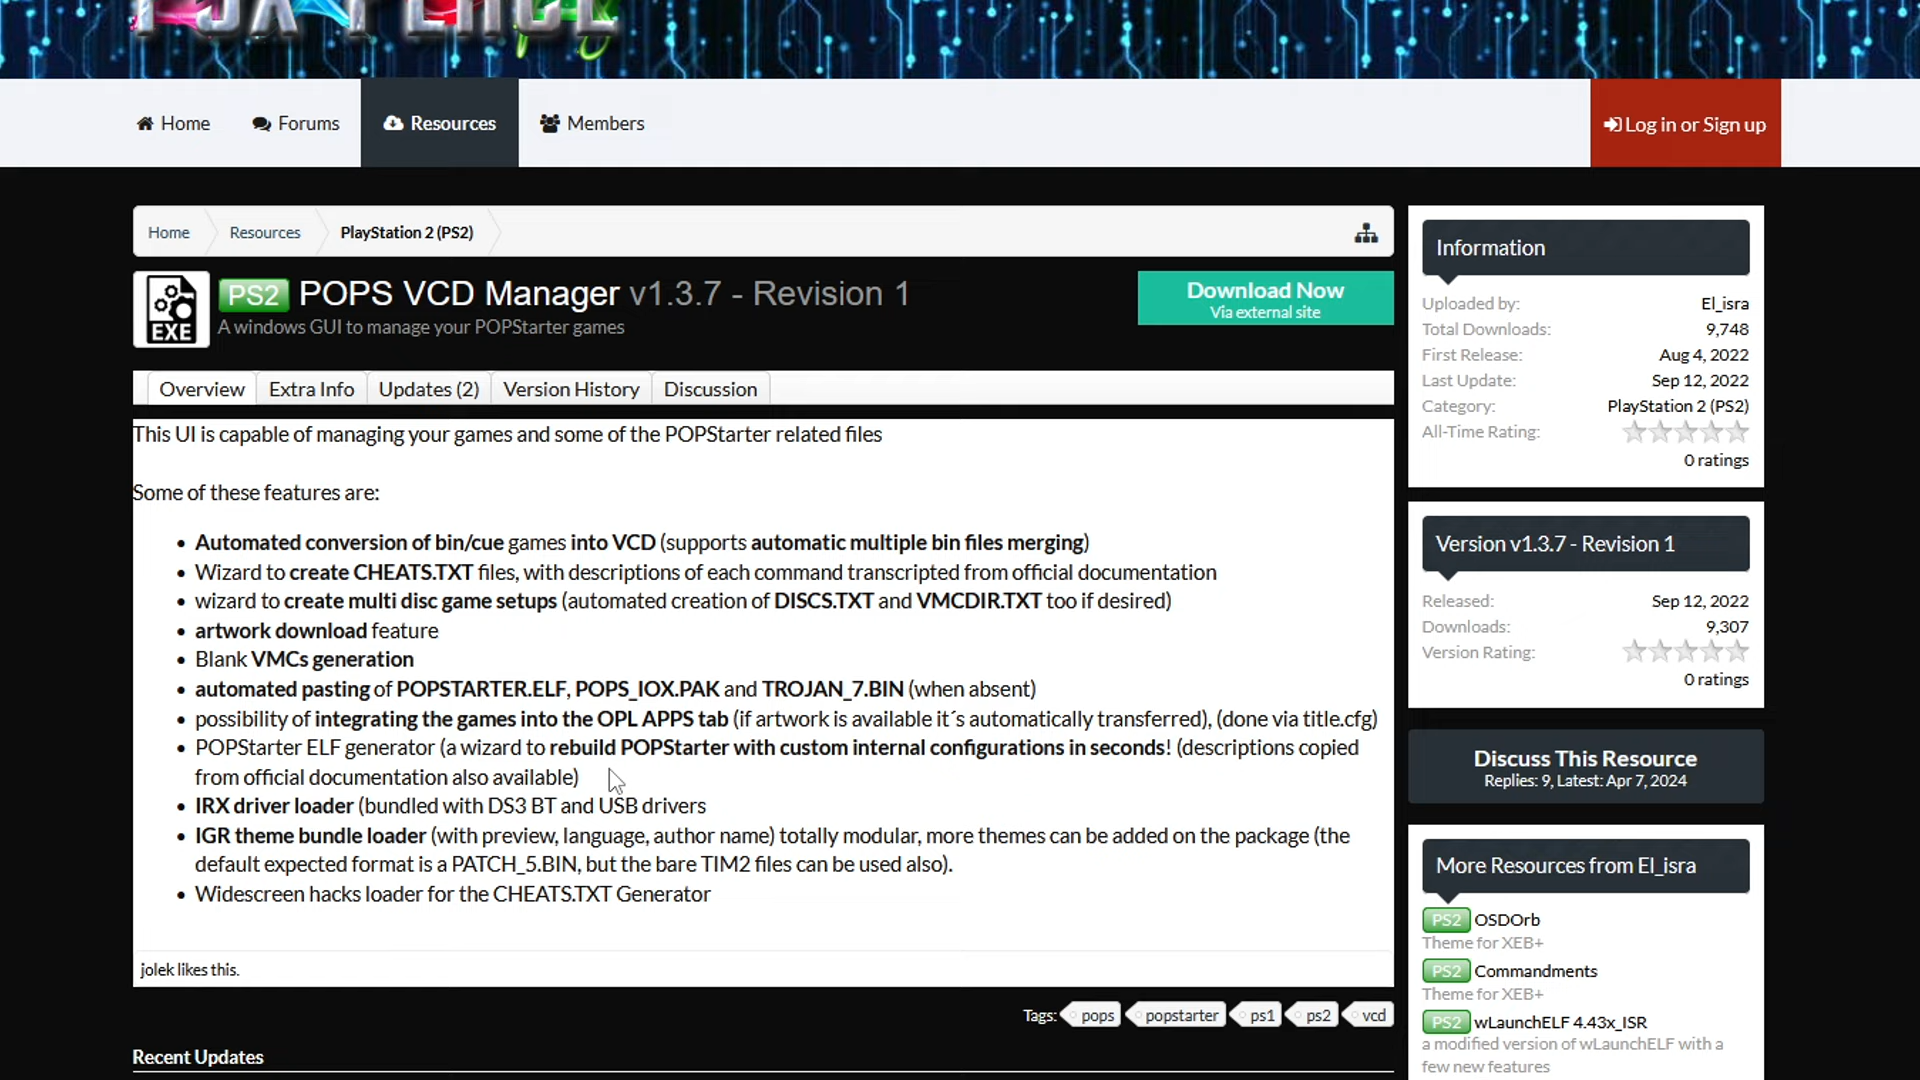 PSX-PLACE
Home
Forums
Resources
Members
Log in or Sign up
Home
Resources
PlayStation 2 (PS2)
EXE
PS2 POPS VCD Manager v1.3.7 - Revision 1
A windows GUI to manage your POPStarter games
Download Now
Via external site
Overview
Extra Info
Updates (2)
Version History
Discussion
This UI is capable of managing your games and some of the POPStarter related files
Some of these features are:
• Automated conversion of bin/cue games into VCD (supports automatic multiple bin files merging)
• Wizard to create CHEATS.TXT files, with descriptions of each command transcripted from official documentation
• wizard to create multi disc game setups (automated creation of DISCS.TXT and VMCDIR.TXT too if desired)
• artwork download feature
• Blank VMCs generation
• automated pasting of POPSTARTER.ELF, POPS_IOX.PAK and TROJAN_7.BIN (when absent)
• possibility of integrating the games into the OPL APPS tab (if artwork is available it´s automatically transferred), (done via title.cfg)
• POPStarter ELF generator (a wizard to rebuild POPStarter with custom internal configurations in seconds! (descriptions copied
from official documentation also available)
• IRX driver loader (bundled with DS3 BT and USB drivers
• IGR theme bundle loader (with preview, language, author name) totally modular, more themes can be added on the package (the
default expected format is a PATCH_5.BIN, but the bare TIM2 files can be used also).
• Widescreen hacks loader for the CHEATS.TXT Generator
jolek likes this.
Tags: pops popstarter ps1 ps2 vcd
Recent Updates
Information
Uploaded by: El_isra
Total Downloads: 9,748
First Release: Aug 4, 2022
Last Update: Sep 12, 2022
Category: PlayStation 2 (PS2)
All-Time Rating:
0 ratings
Version v1.3.7 - Revision 1
Released: Sep 12, 2022
Downloads: 9,307
Version Rating:
0 ratings
Discuss This Resource
Replies: 9, Latest: Apr 7, 2024
More Resources from El_isra
PS2 OSDOrb
Theme for XEB+
PS2 Commandments
Theme for XEB+
PS2 wLaunchELF 4.43x_ISR
a modified version of wLaunchELF with a
few new features